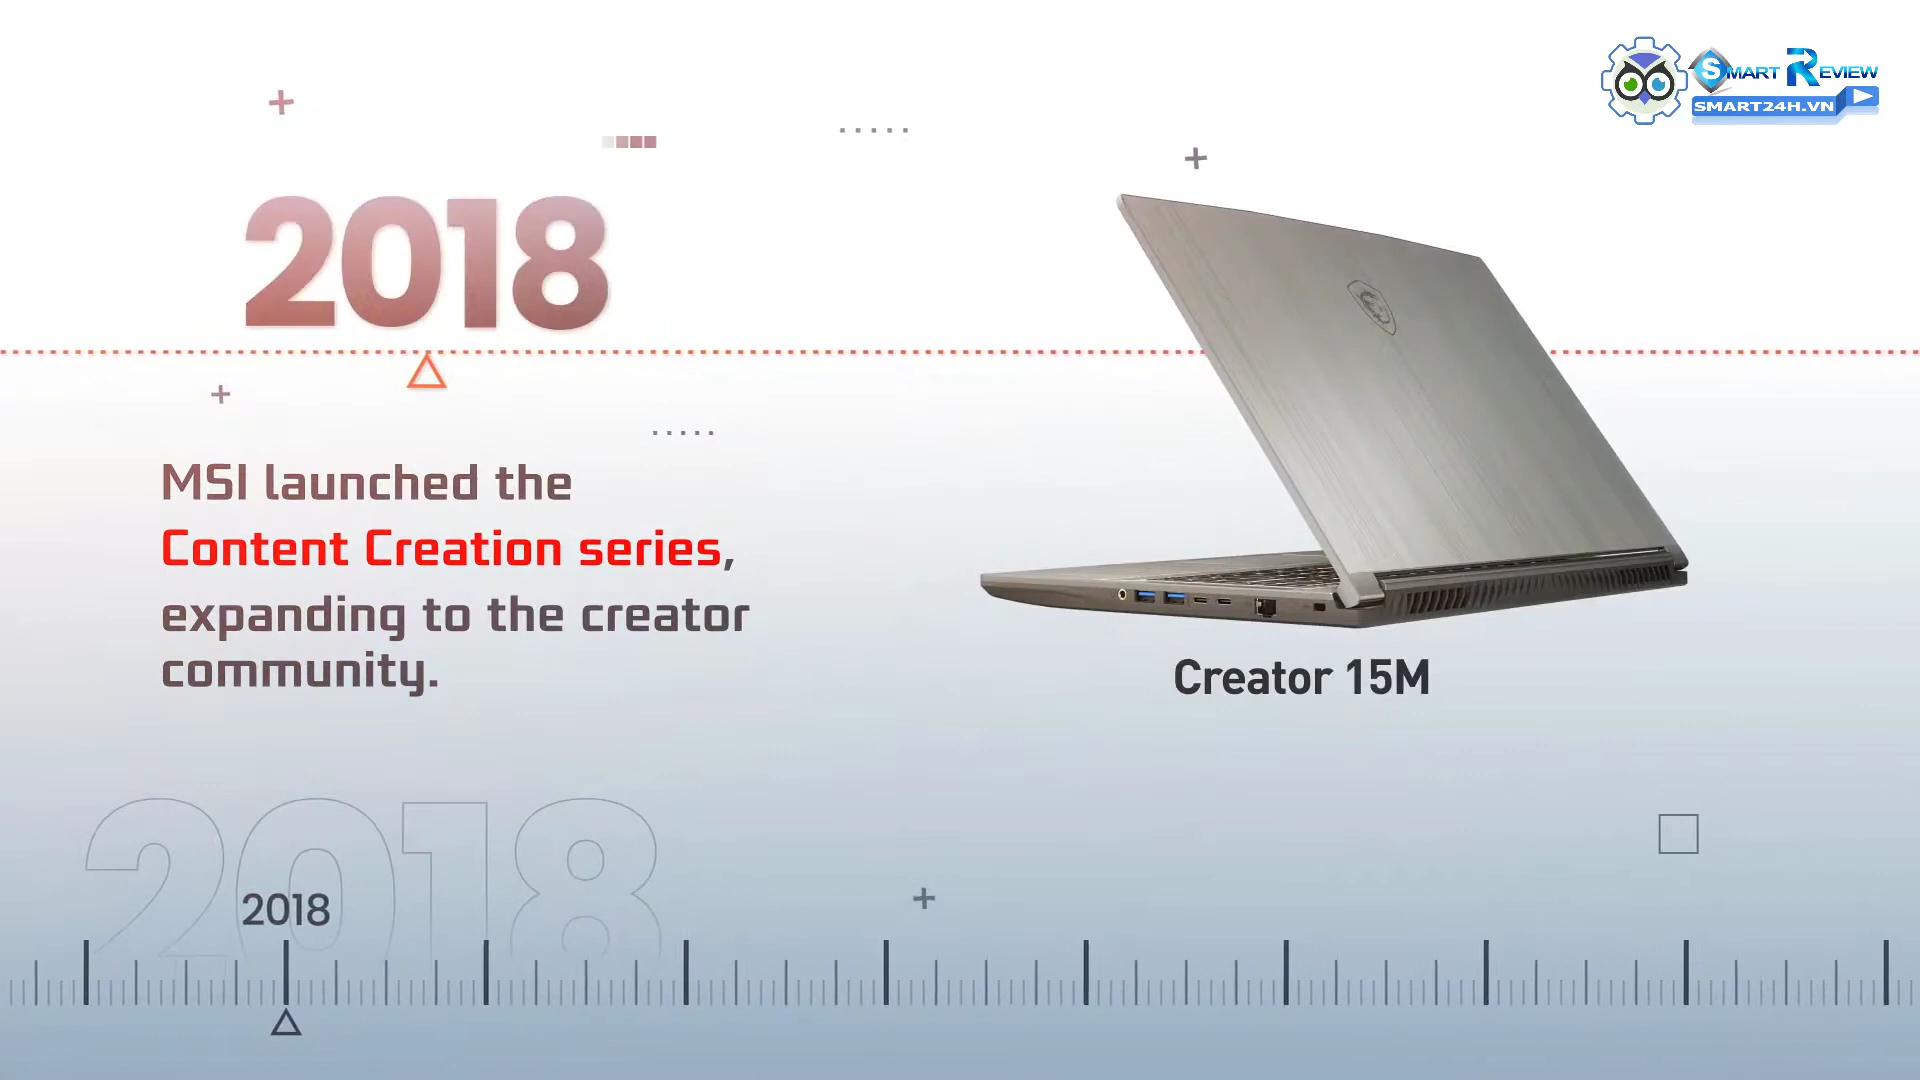 SMART REVIEW
SMART24H.VN
2018
MSI launched the
Content Creation series,
expanding to the creator
community.
Creator 15M
2018
2018